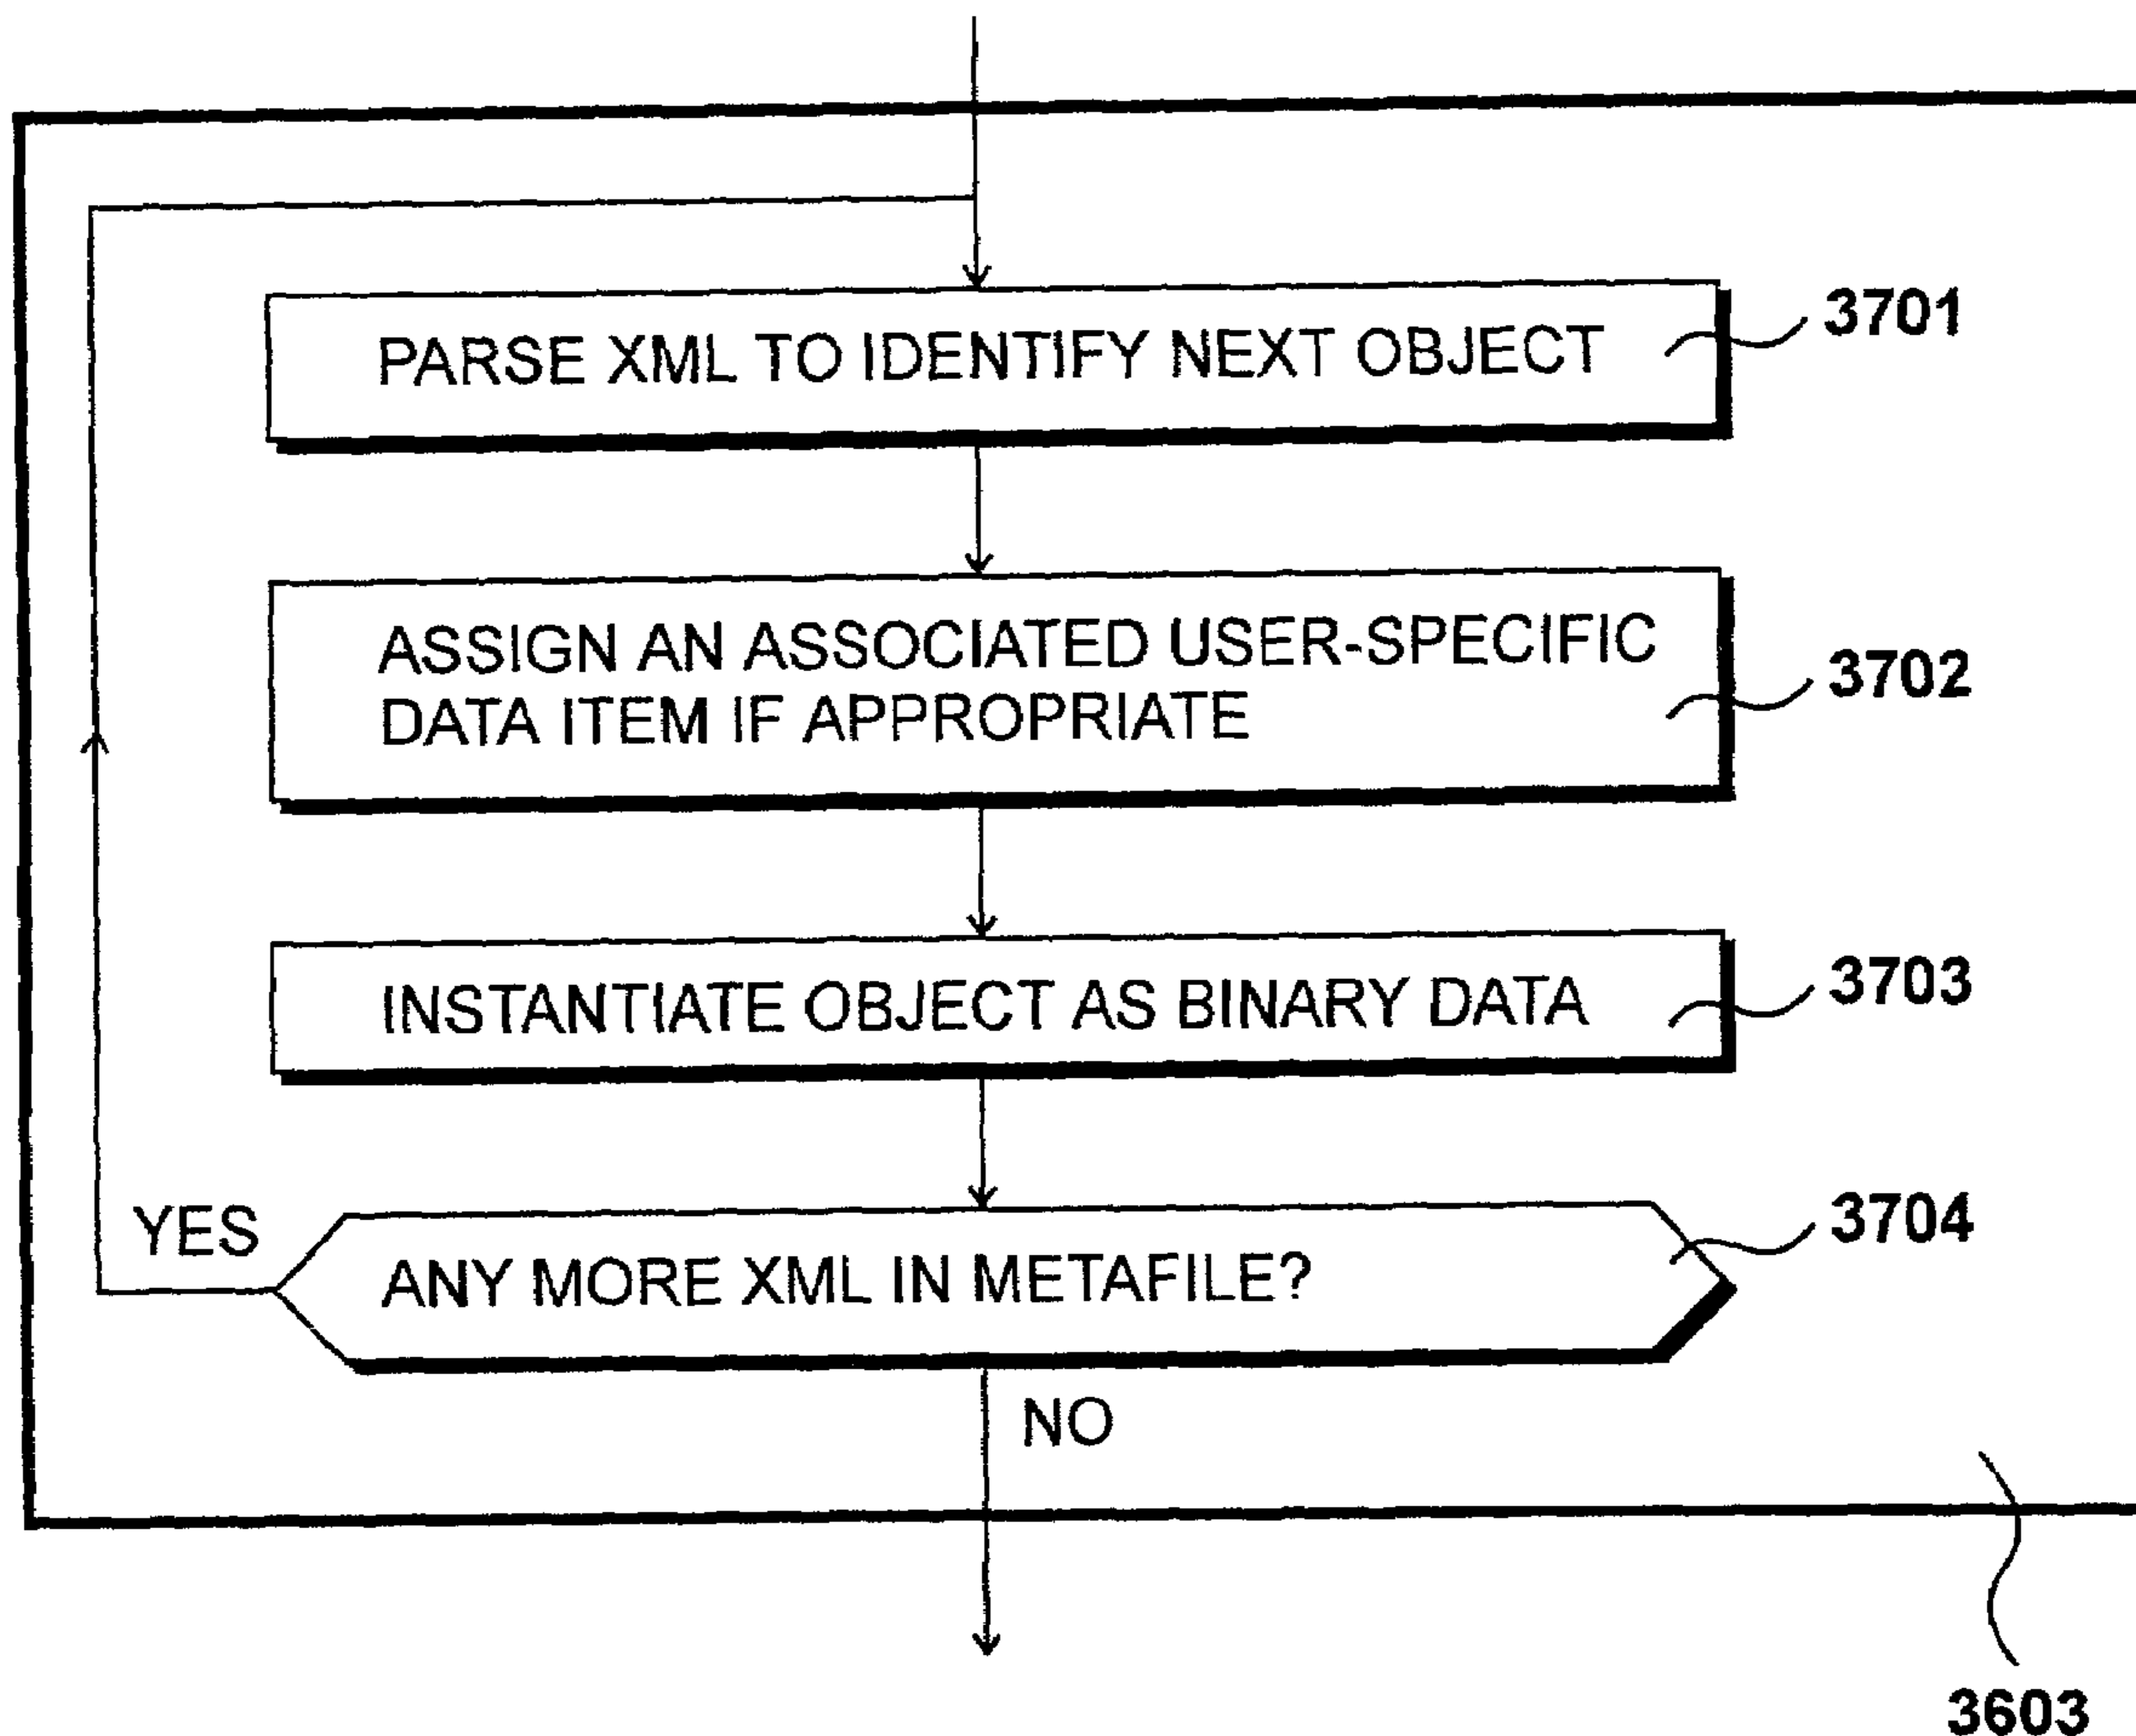 PARSE XML TO IDENTIFY NEXT OBJECT
3701
ASSIGN AN ASSOCIATED USER-SPECIFIC
DATA ITEM IF APPROPRIATE
3702
INSTANTIATE OBJECT AS BINARY DATA
3703
YES
ANY MORE XML IN METAFILE?
3704
NO
3603